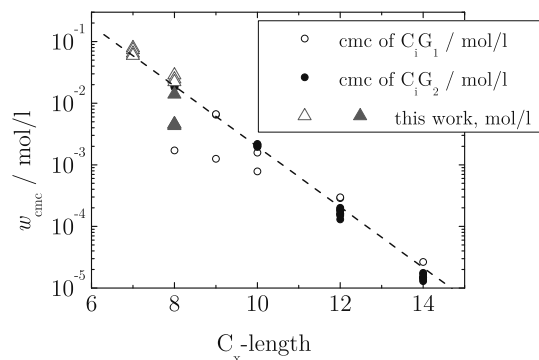 10⁻¹
10⁻²
10⁻³
10⁻⁴
10⁻⁵
w_cmc / mol/l
6 8 10 12 14
Cₓ-length
cmc of CᵢG₁ / mol/l
cmc of CᵢG₂ / mol/l
this work, mol/l